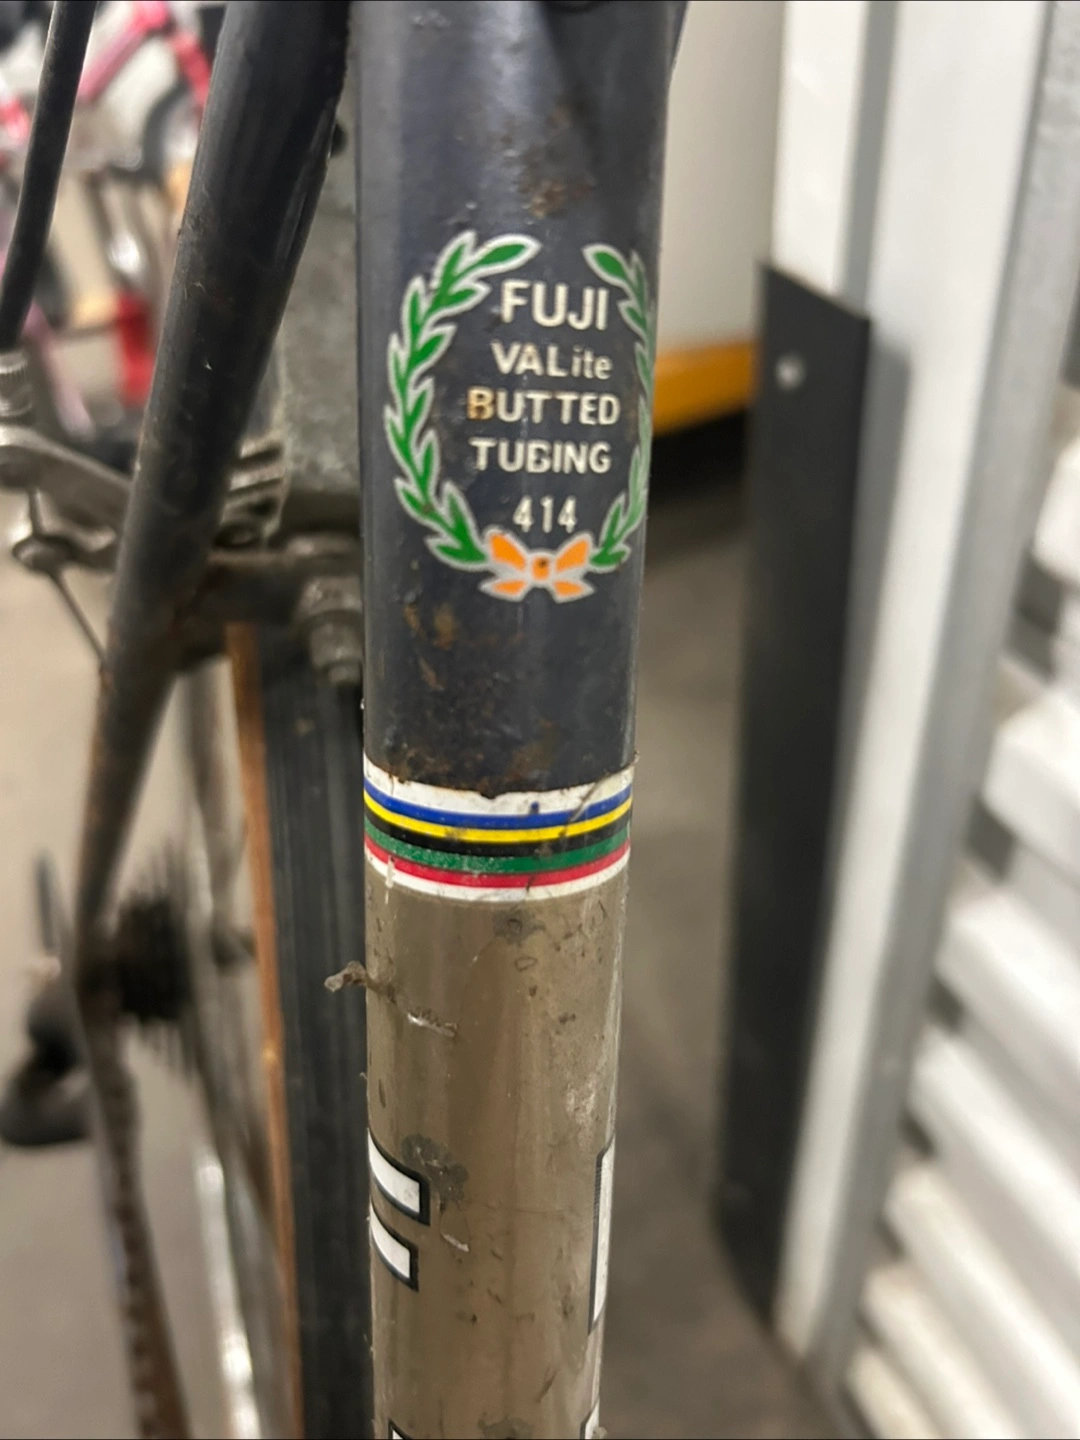 FUJI
VALite
BUTTED
TUBING
414